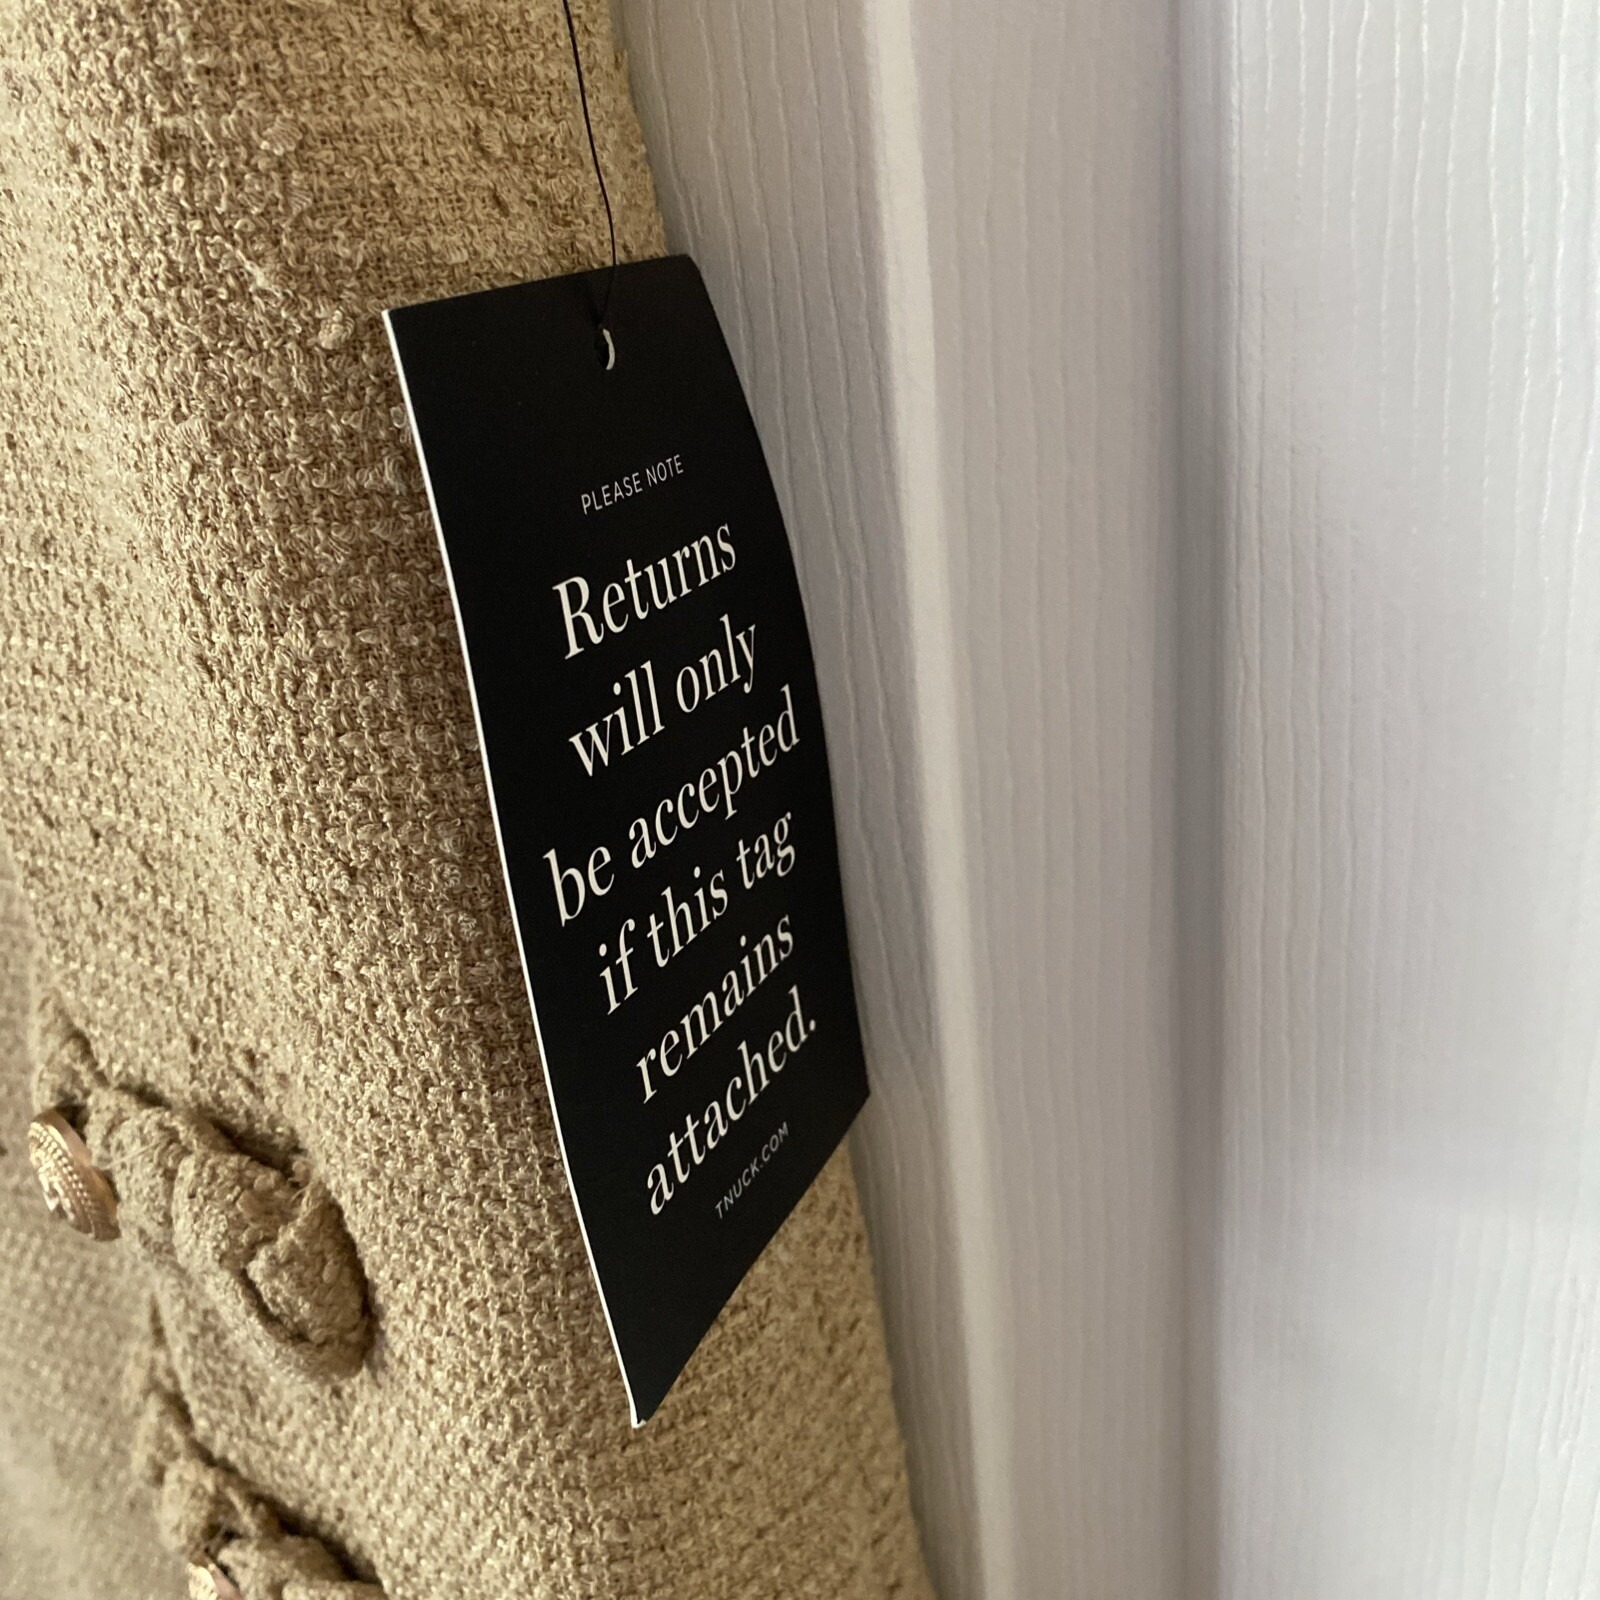 PLEASE NOTE
Returns
will only
be accepted
if this tag
remains
attached.
TNUCK.COM